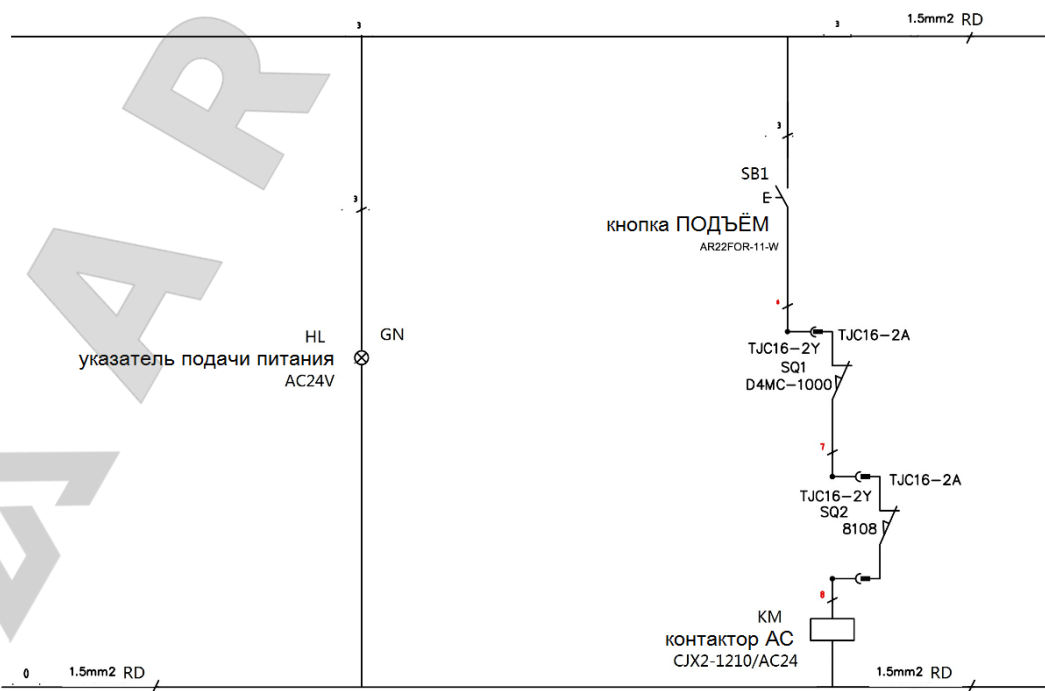 3
3
1.5mm2 RD
3
SB1
E
3
кнопка ПОДЪЁМ
AR22FOR-11-W
6
HL
GN
TJC16-2A
TJC16-2Y
указатель подачи питания
SQ1
AC24V
D4MC-1000
7
TJC16-2A
TJC16-2Y
SQ2
8108
8
KM
контактор AC
CJX2-1210/AC24
0
1.5mm2 RD
1.5mm2 RD